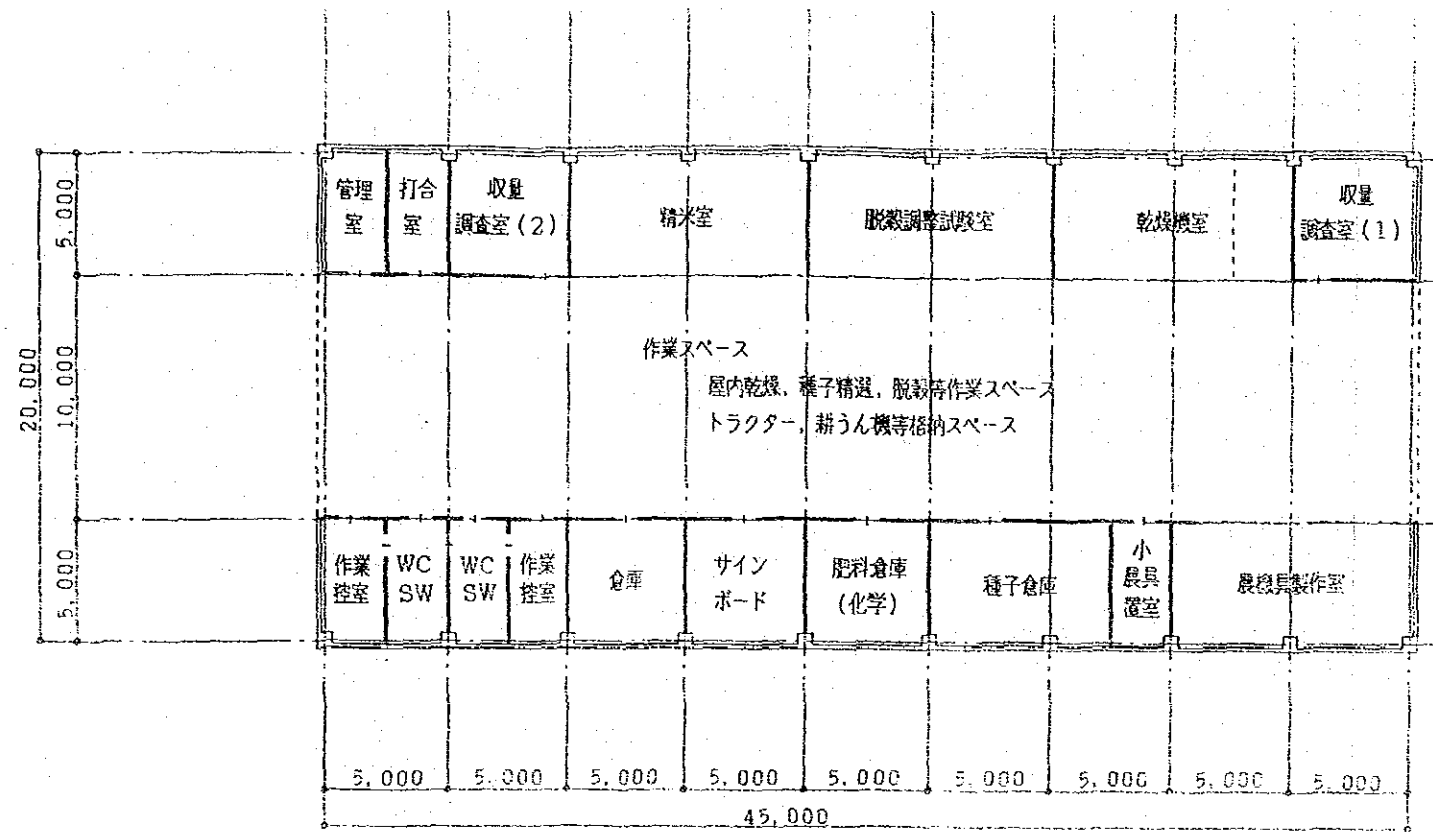 管理
室
打合
室
収量
調査室(2)
精米室
脱穀調整試験室
乾燥機室
収量
調査室(1)
5,000
10,000
20,000
5,000
作業スペース
屋内乾燥, 種子精選, 脱穀等作業スペース
トラクター, 耕うん機等格納スペース
作業
控室
WC
SW
WC
SW
作業
控室
倉庫
サイン
ボード
肥料倉庫
(化学)
種子倉庫
小
農具
置室
農機具製作室
5,000
5,000
5,000
5,000
5,000
5,000
5,000
5,000
5,000
45,000